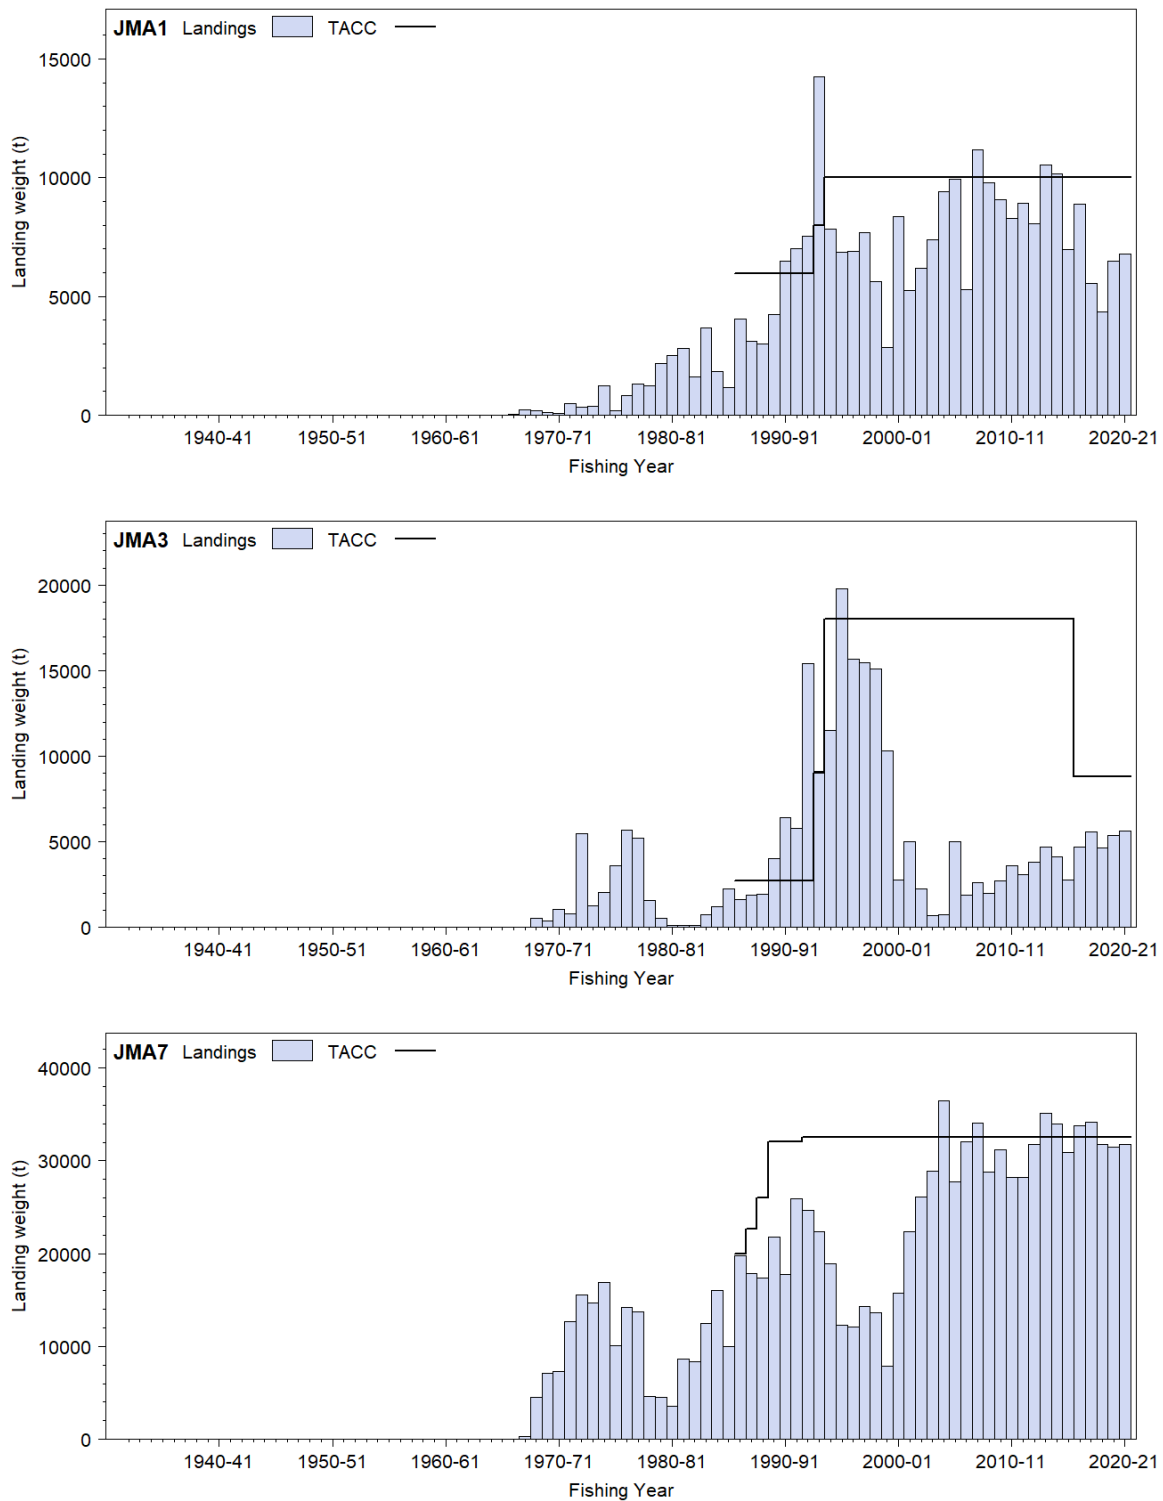 JMA1 Landings TACC
15000
10000
5000
0
Landing weight (t)
1940-41 1950-51 1960-61 1970-71 1980-81 1990-91 2000-01 2010-11 2020-21
Fishing Year
JMA3 Landings TACC
20000
15000
10000
5000
0
Landing weight (t)
1940-41 1950-51 1960-61 1970-71 1980-81 1990-91 2000-01 2010-11 2020-21
Fishing Year
JMA7 Landings TACC
40000
30000
20000
10000
0
Landing weight (t)
1940-41 1950-51 1960-61 1970-71 1980-81 1990-91 2000-01 2010-11 2020-21
Fishing Year